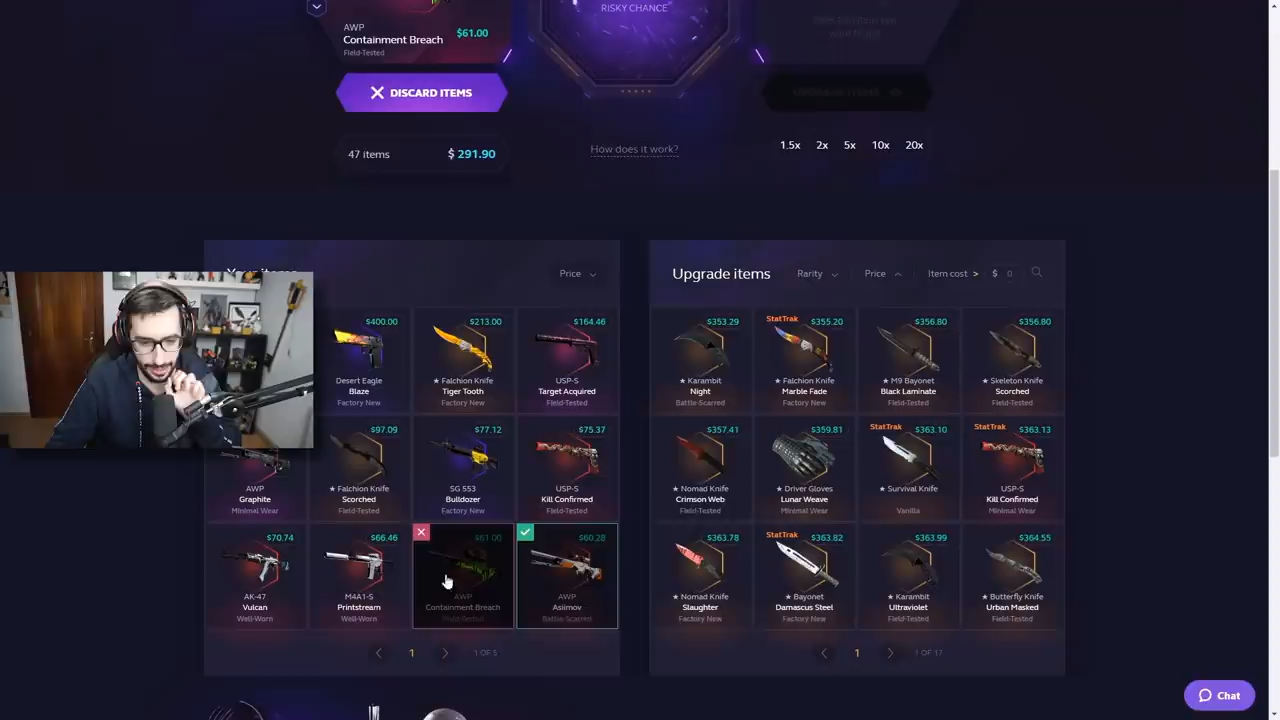 RISKY CHANCE
AWP
Containment Breach
Field-Tested
$61.00
DISCARD ITEMS
47 items
$ 291.90
How does it work?
1.5x 2x 5x 10x 20x
Price
$400.00
Desert Eagle
Blaze
Factory New
$213.00
★ Falchion Knife
Tiger Tooth
Factory New
$164.46
USP-S
Target Acquired
Field-Tested
AWP
Graphite
Minimal Wear
$97.09
★ Falchion Knife
Scorched
Field-Tested
$77.12
SG 553
Bulldozer
Factory New
$75.37
USP-S
Kill Confirmed
Field-Tested
$70.74
AK-47
Vulcan
Well-Worn
$66.46
M4A1-S
Printstream
Well-Worn
$61.00
AWP
Containment Breach
Field-Tested
$60.28
AWP
Asiimov
Battle-Scarred
1
1 OF 5
Upgrade items
Rarity
Price
Item cost >
$ 0
$353.29
★ Karambit
Night
Battle-Scarred
StatTrak
$355.20
★ Falchion Knife
Marble Fade
Factory New
$356.80
★ M9 Bayonet
Black Laminate
Field-Tested
$356.80
★ Skeleton Knife
Scorched
Field-Tested
$357.41
★ Nomad Knife
Crimson Web
Field-Tested
$359.81
★ Driver Gloves
Lunar Weave
Minimal Wear
StatTrak
$363.10
★ Survival Knife
Vanilla
StatTrak
$363.13
USP-S
Kill Confirmed
Minimal Wear
$363.78
★ Nomad Knife
Slaughter
Factory New
StatTrak
$363.82
★ Bayonet
Damascus Steel
Factory New
$363.99
★ Karambit
Ultraviolet
Field-Tested
$364.55
★ Butterfly Knife
Urban Masked
Field-Tested
1
1 OF 17
Chat